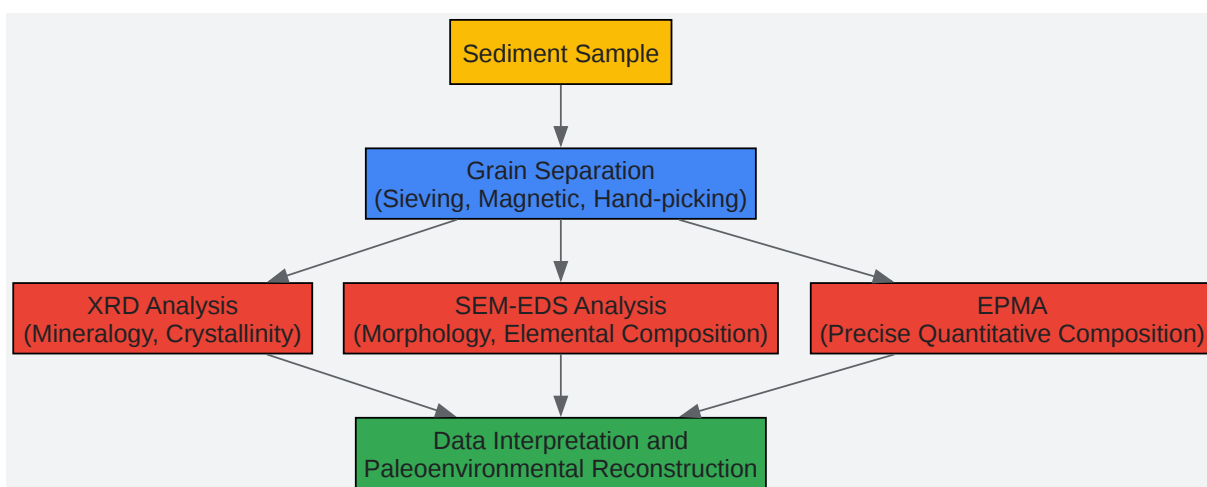 Sediment Sample
Grain Separation
(Sieving, Magnetic, Hand-picking)
XRD Analysis
(Mineralogy, Crystallinity)
SEM-EDS Analysis
(Morphology, Elemental Composition)
EPMA
(Precise Quantitative Composition)
Data Interpretation and
Paleoenvironmental Reconstruction